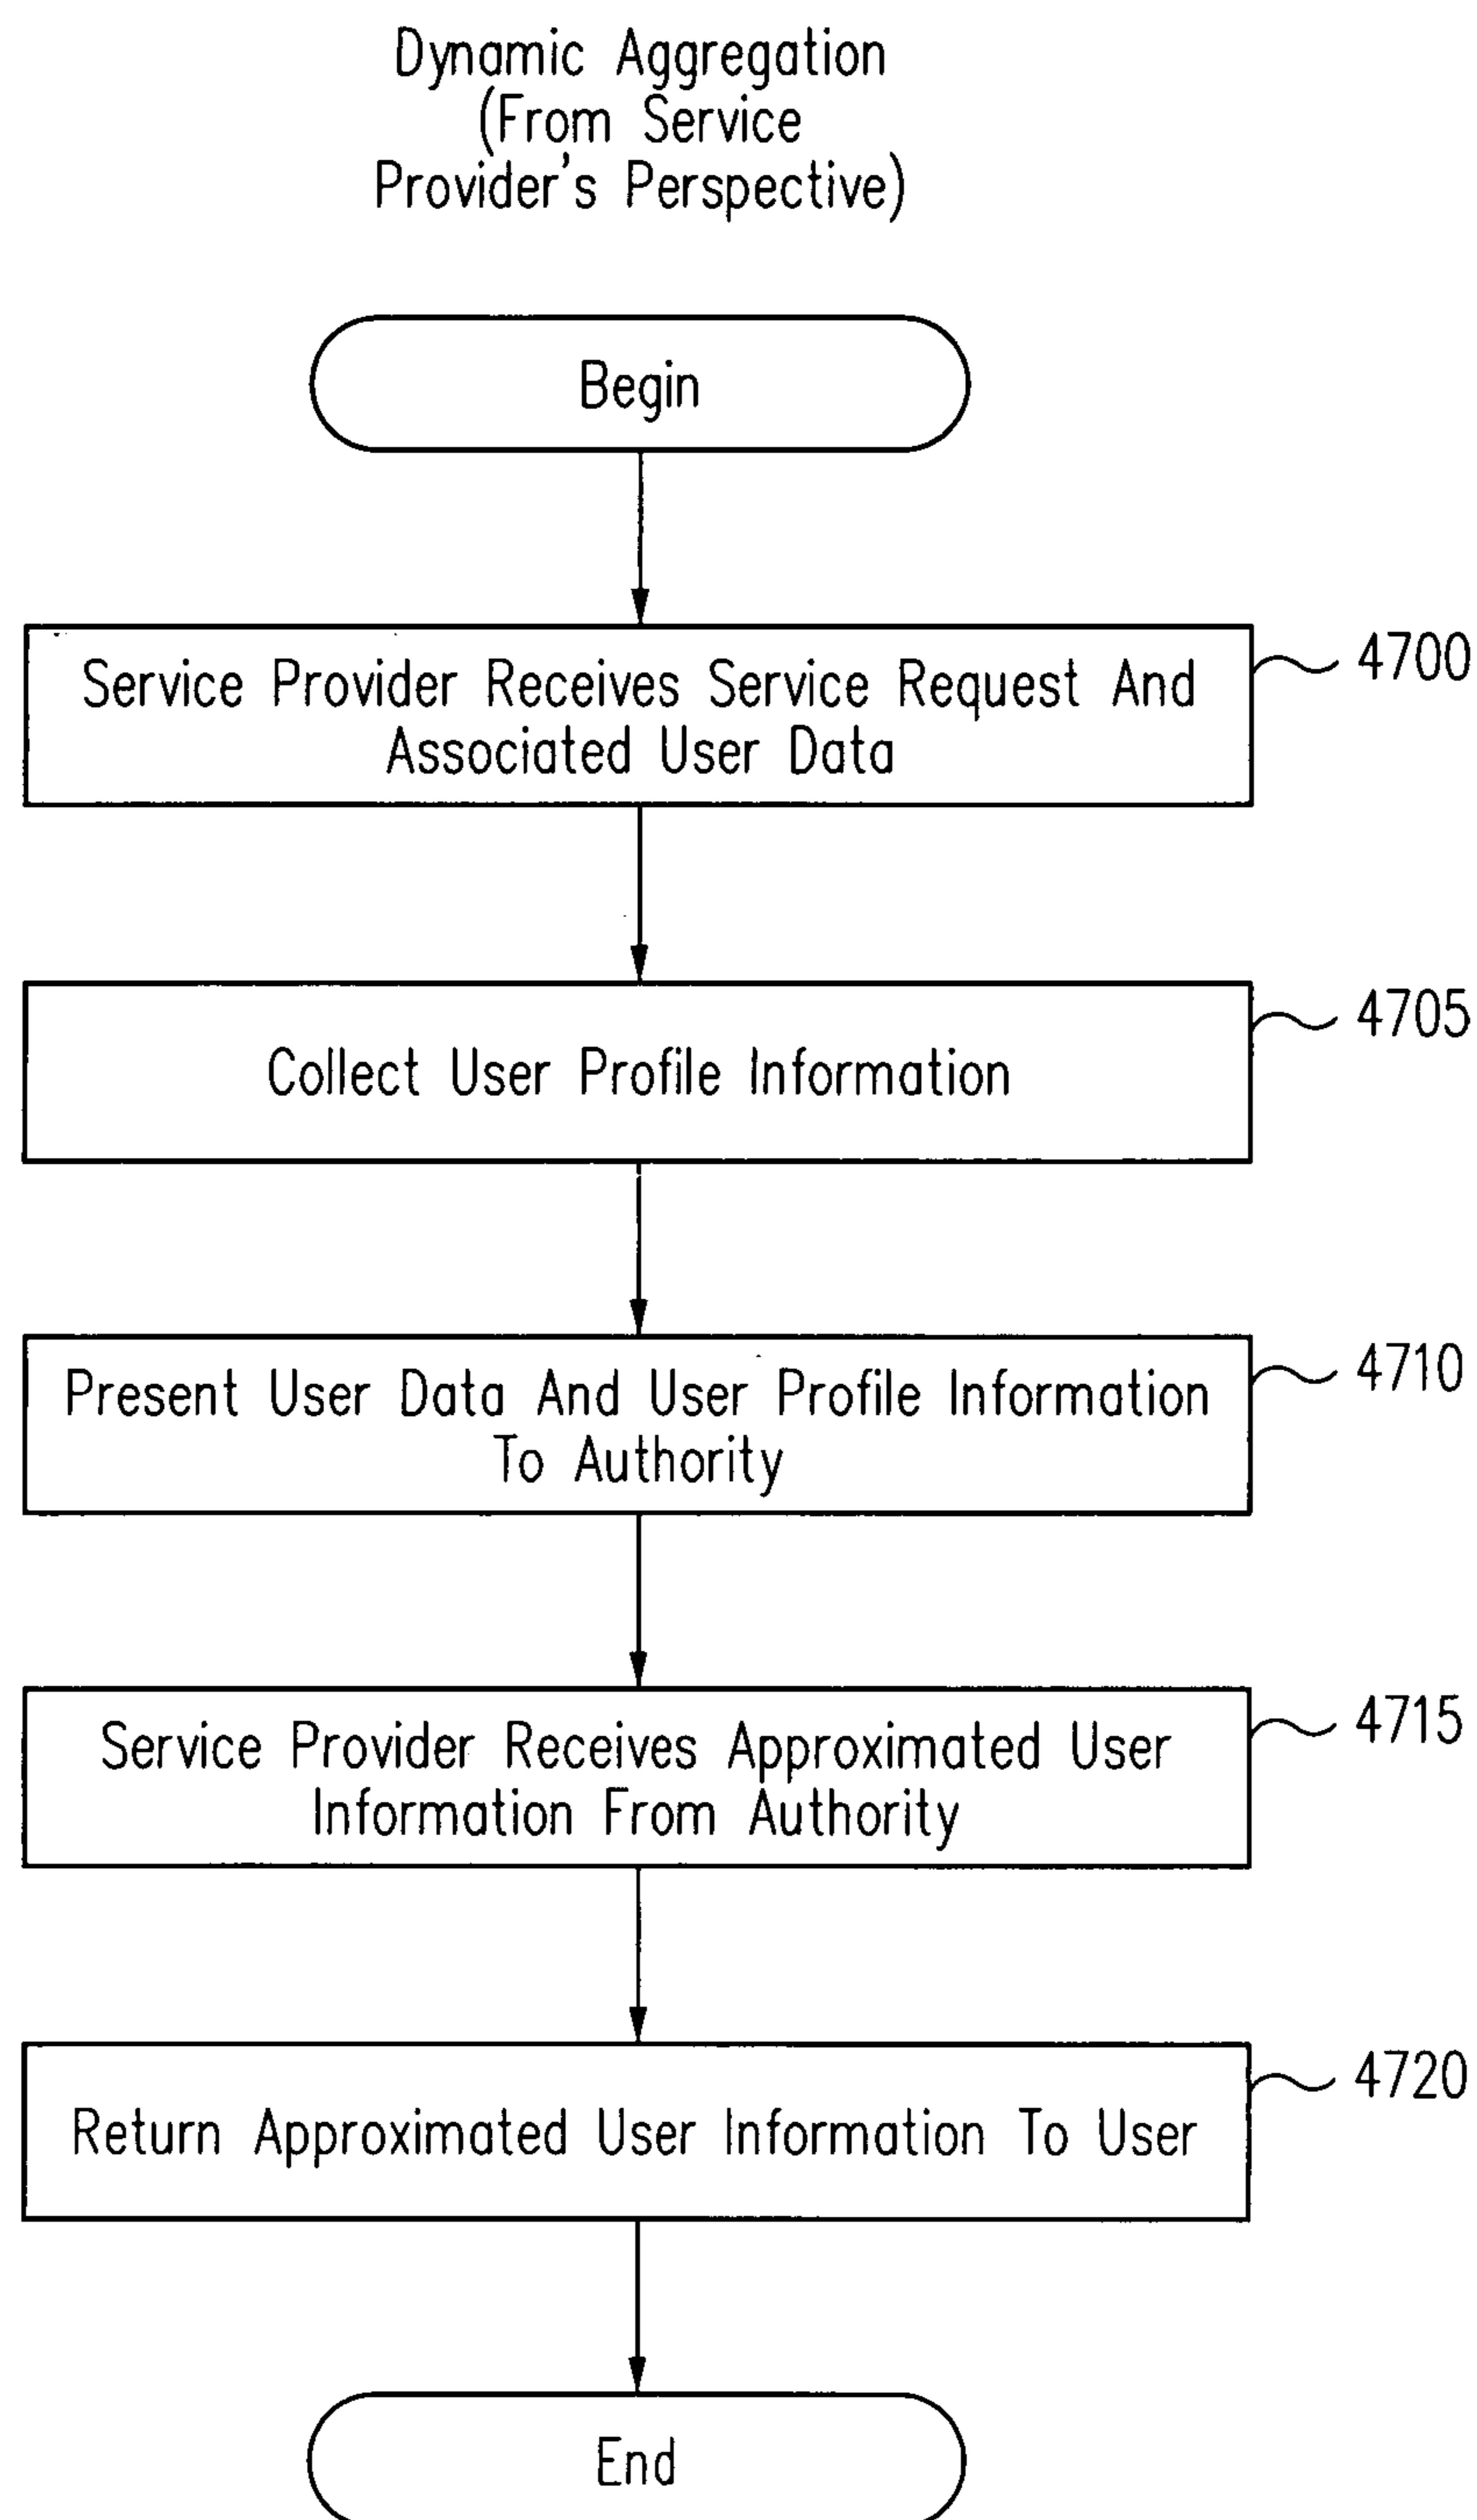 Dynamic Aggregation
(From Service
Provider's Perspective)
Begin
Service Provider Receives Service Request And
Associated User Data
4700
Collect User Profile Information
4705
Present User Data And User Profile Information
To Authority
4710
Service Provider Receives Approximated User
Information From Authority
4715
Return Approximated User Information To User
4720
End